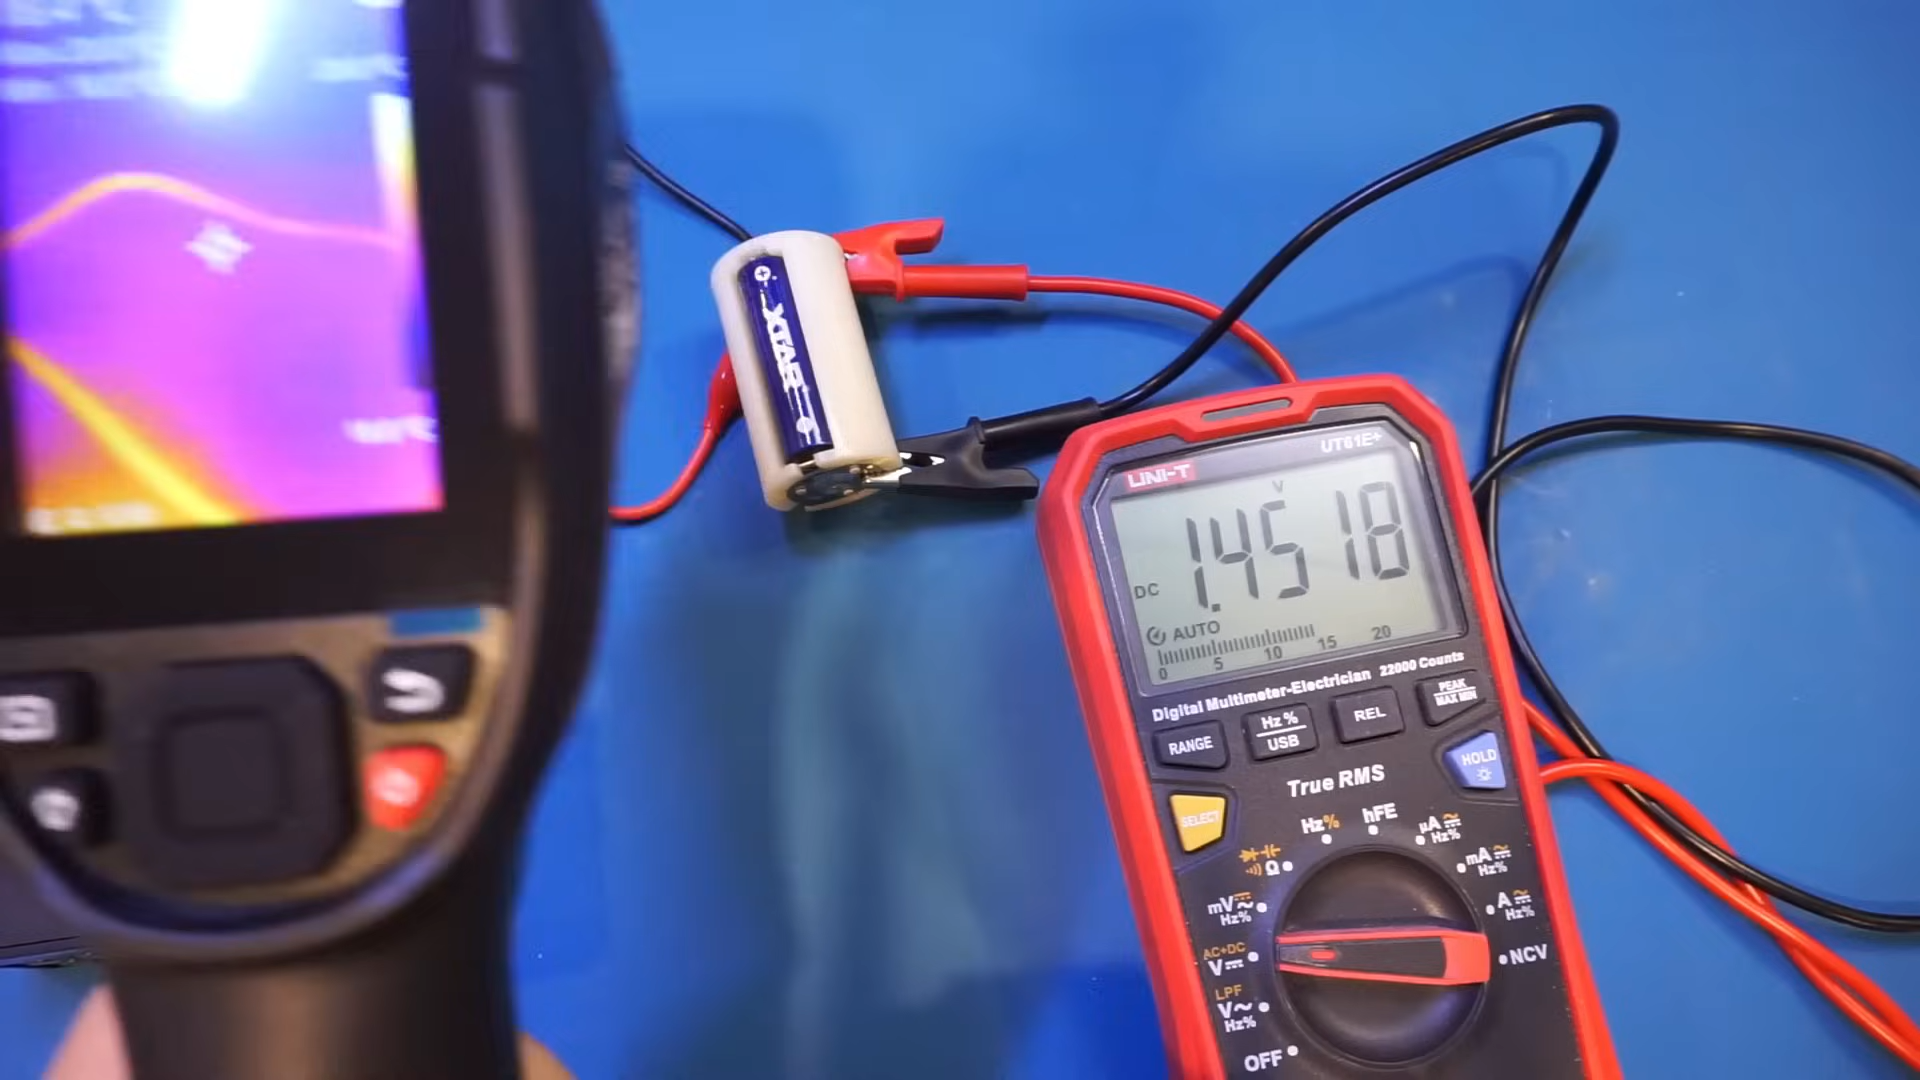 XTAR
UNI-T
UT61E+
V
DC
1.4518
AUTO
0 5 10 15 20
Digital Multimeter-Electrician 22000 Counts
RANGE
Hz %
USB
REL
PEAK
MAX MIN
HOLD
True RMS
SELECT
Hz%
hFE
µA
Hz%
mA
Hz%
Ω
mV
Hz%
A
Hz%
AC+DC
V
NCV
LPF
V~
Hz%
OFF